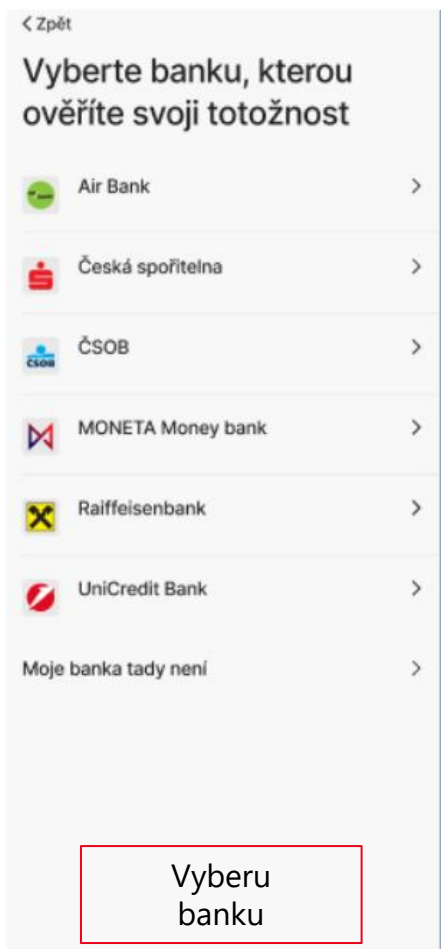 Zpět
Vyberte banku, kterou
ověříte svoji totožnost
Air Bank
Česká spořitelna
ČSOB
ČSOB
MONETA Money bank
Raiffeisenbank
UniCredit Bank
Moje banka tady není
Vyberu
banku